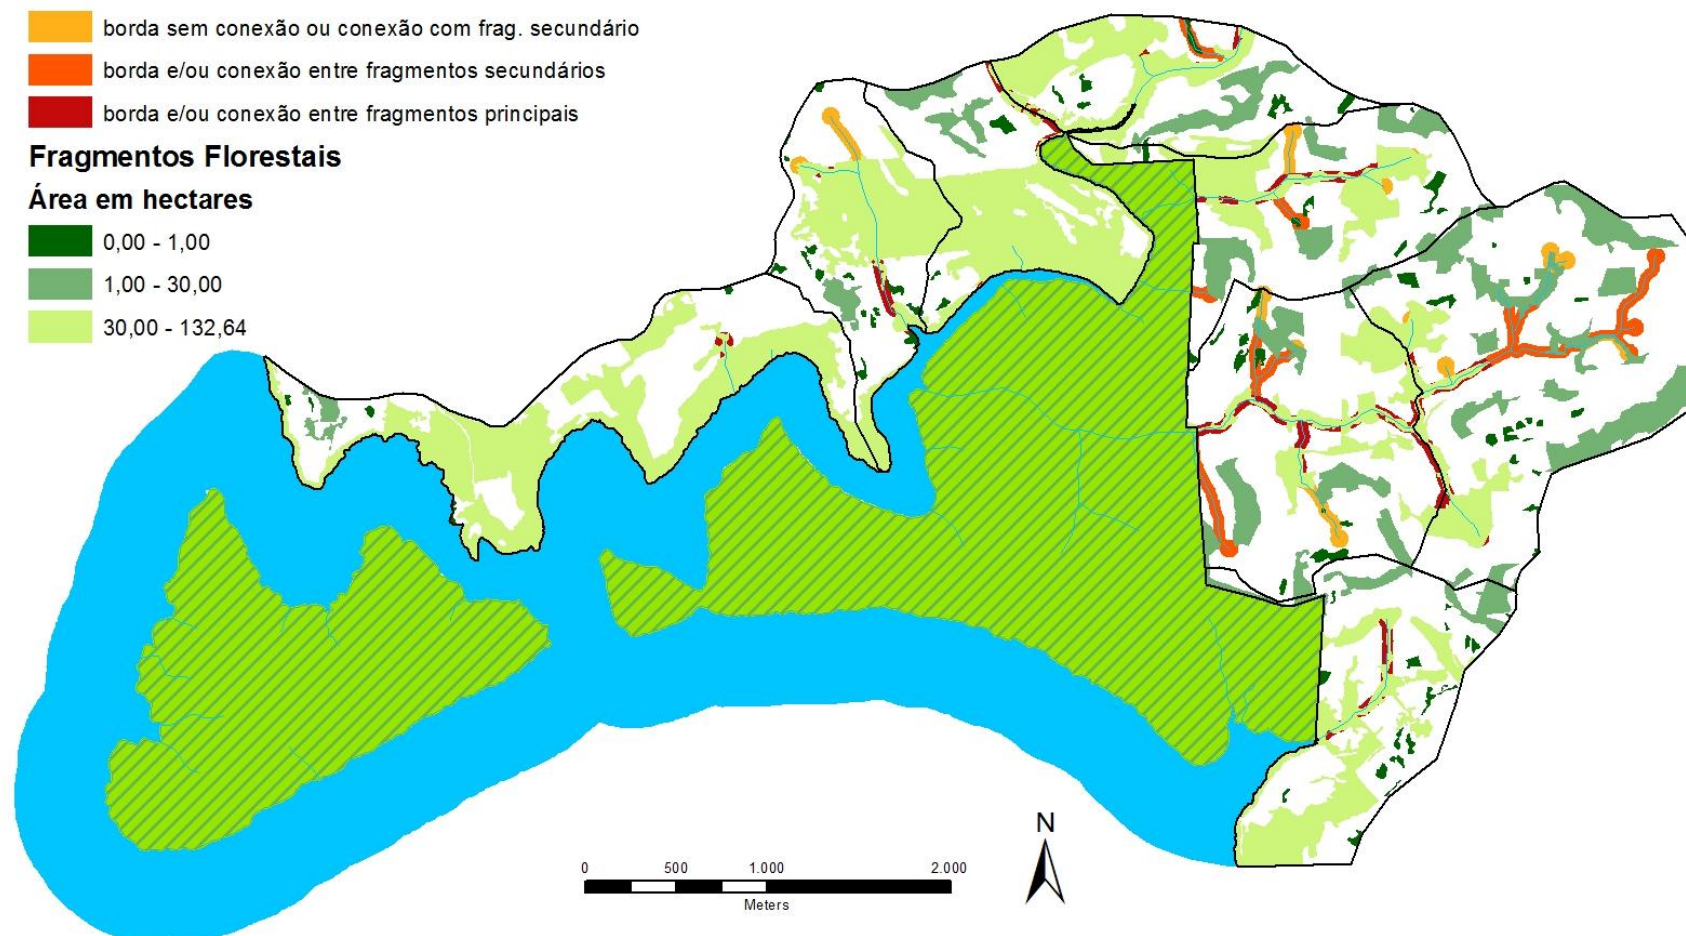 borda sem conexão ou conexão com frag. secundário
borda e/ou conexão entre fragmentos secundários
borda e/ou conexão entre fragmentos principais
Fragmentos Florestais
Área em hectares
0,00 - 1,00
1,00 - 30,00
30,00 - 132,64
N
0 500 1.000 2.000
Meters